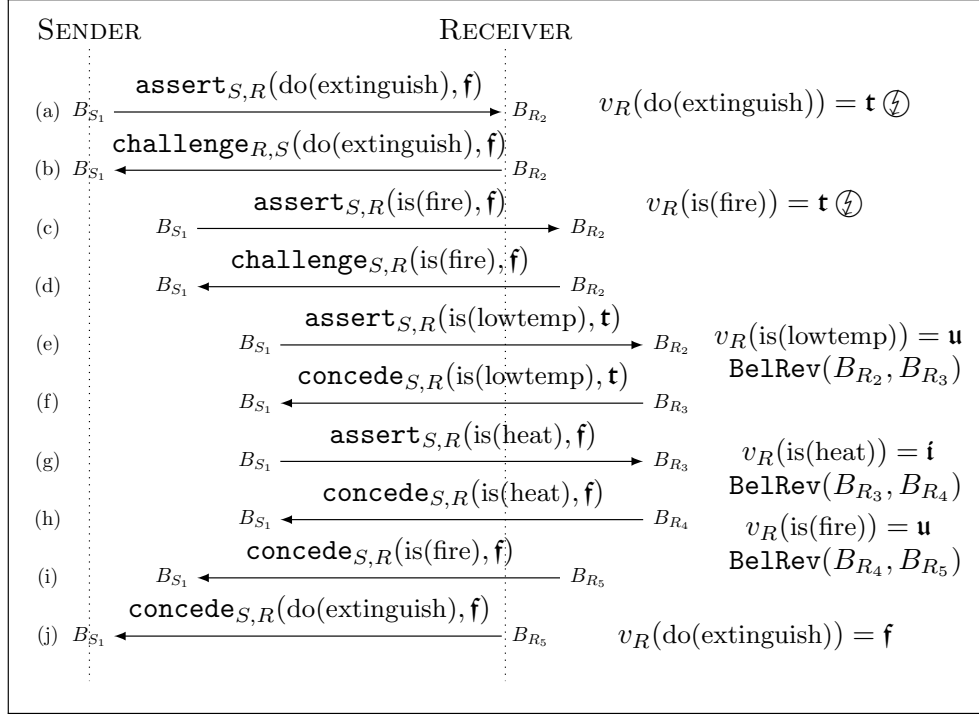 SENDER RECEIVER
assert_{S,R}(do(extinguish), 𝔣)
(a) B_{S_1} B_{R_2} v_R(do(extinguish)) = 𝔱
challenge_{R,S}(do(extinguish), 𝔣)
(b) B_{S_1} B_{R_2}
assert_{S,R}(is(fire), 𝔣) v_R(is(fire)) = 𝔱
(c) B_{S_1} B_{R_2}
challenge_{S,R}(is(fire), 𝔣)
(d) B_{S_1} B_{R_2}
assert_{S,R}(is(lowtemp), 𝔱)
(e) B_{S_1} B_{R_2} v_R(is(lowtemp)) = 𝔲
BelRev(B_{R_2}, B_{R_3})
concede_{S,R}(is(lowtemp), 𝔱)
(f) B_{S_1} B_{R_3}
assert_{S,R}(is(heat), 𝔣)
(g) B_{S_1} B_{R_3} v_R(is(heat)) = 𝔦
BelRev(B_{R_3}, B_{R_4})
concede_{S,R}(is(heat), 𝔣)
(h) B_{S_1} B_{R_4} v_R(is(fire)) = 𝔲
BelRev(B_{R_4}, B_{R_5})
concede_{S,R}(is(fire), 𝔣)
(i) B_{S_1} B_{R_5}
concede_{S,R}(do(extinguish), 𝔣)
(j) B_{S_1} B_{R_5} v_R(do(extinguish)) = 𝔣